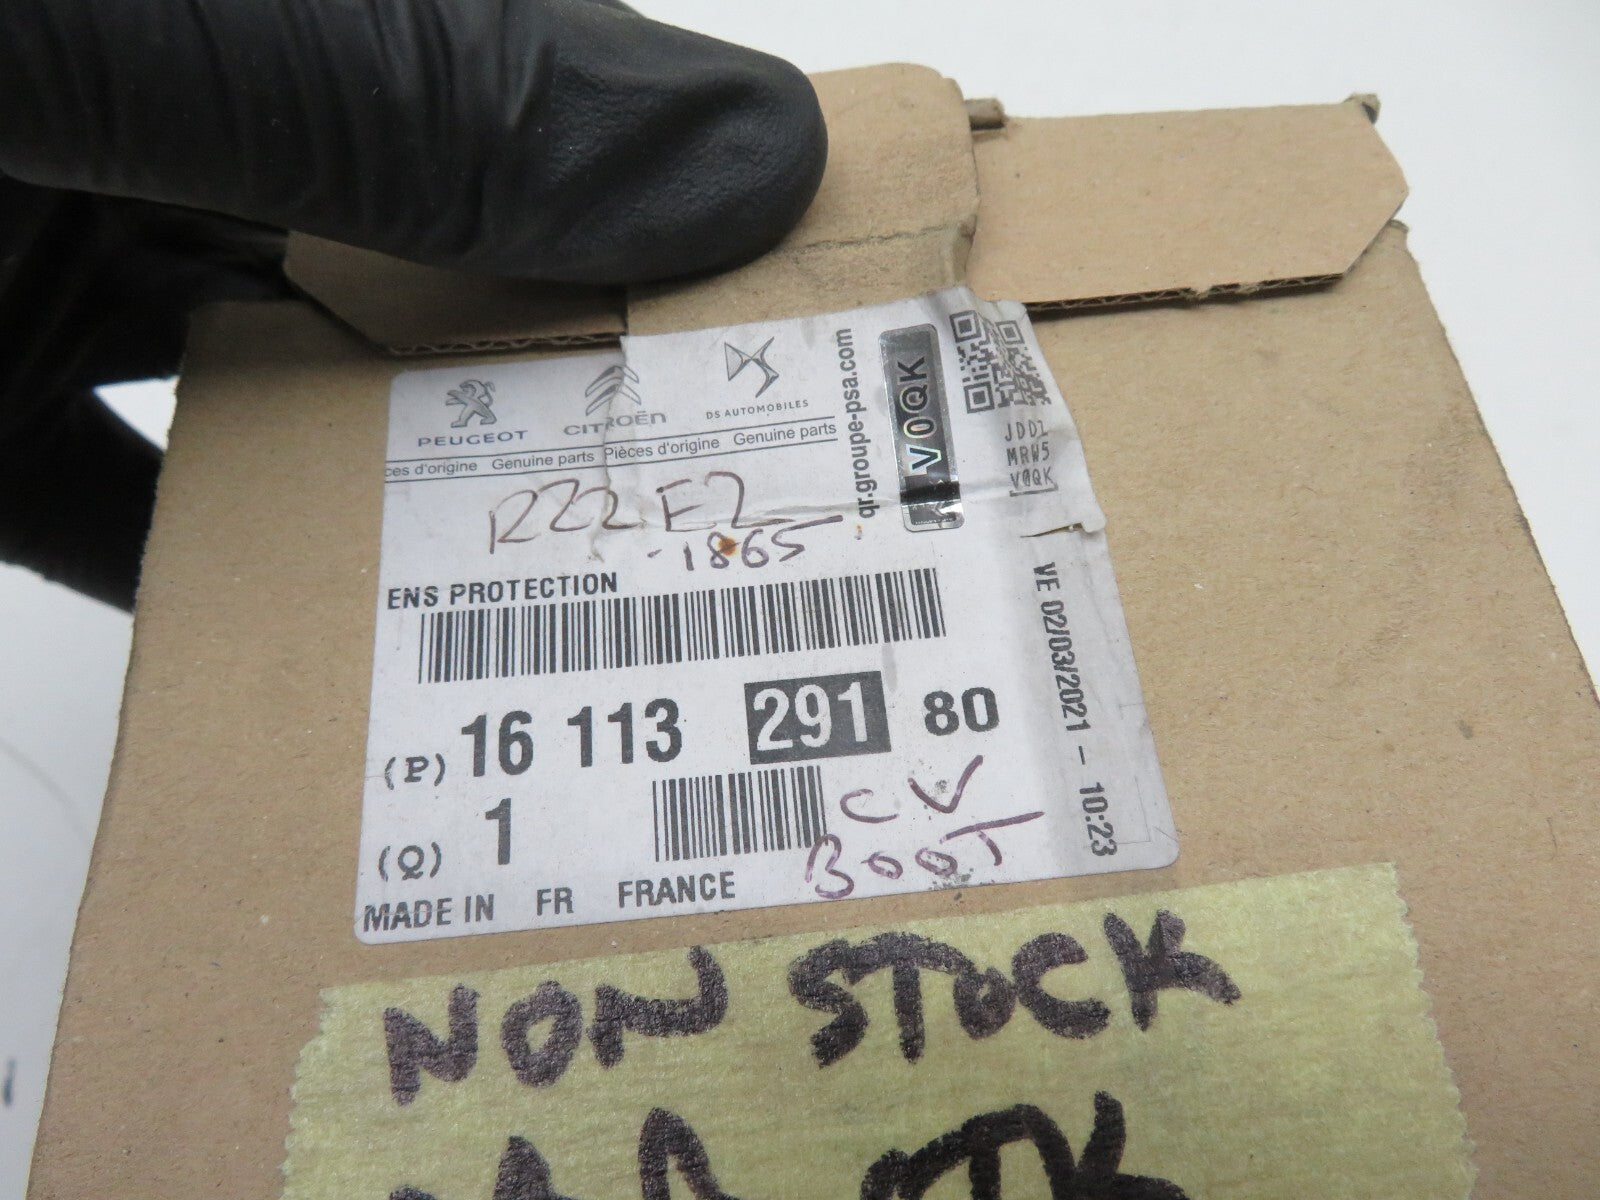 PEUGEOT
CITROËN
DS AUTOMOBILES
ces d'origine Genuine parts Pièces d'origine Genuine parts
qr.groupe-psa.com
V0QK
JDDZ
MRW5
V0QK
-1865
ENS PROTECTION
(P) 16 113 291 80
(Q) 1
CV
BOOT
MADE IN FR FRANCE
VE 02/03/2021 - 10:23
NON STOCK